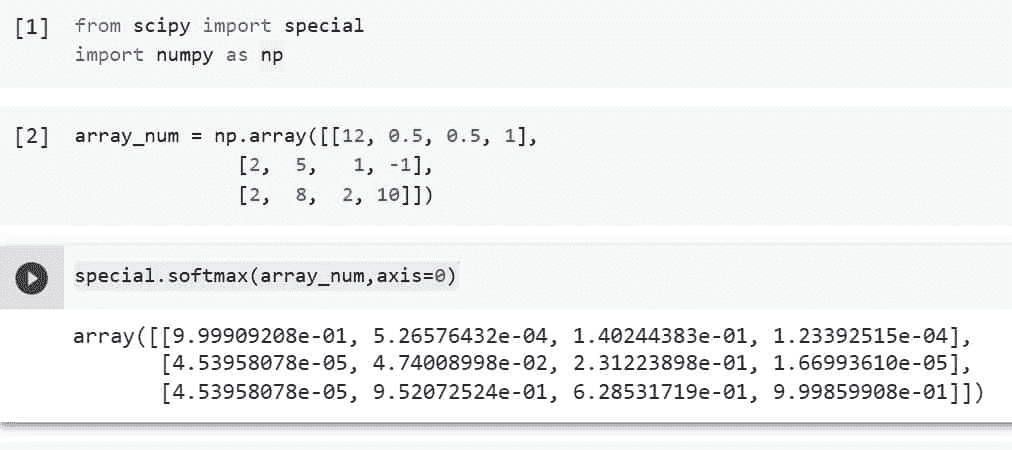 [1] from scipy import special
import numpy as np
[2] array_num = np.array([[12, 0.5, 0.5, 1],
[2, 5, 1, -1],
[2, 8, 2, 10]])
special.softmax(array_num,axis=0)
array([[9.99909208e-01, 5.26576432e-04, 1.40244383e-01, 1.23392515e-04],
[4.53958078e-05, 4.74008998e-02, 2.31223898e-01, 1.66993610e-05],
[4.53958078e-05, 9.52072524e-01, 6.28531719e-01, 9.99859908e-01]])